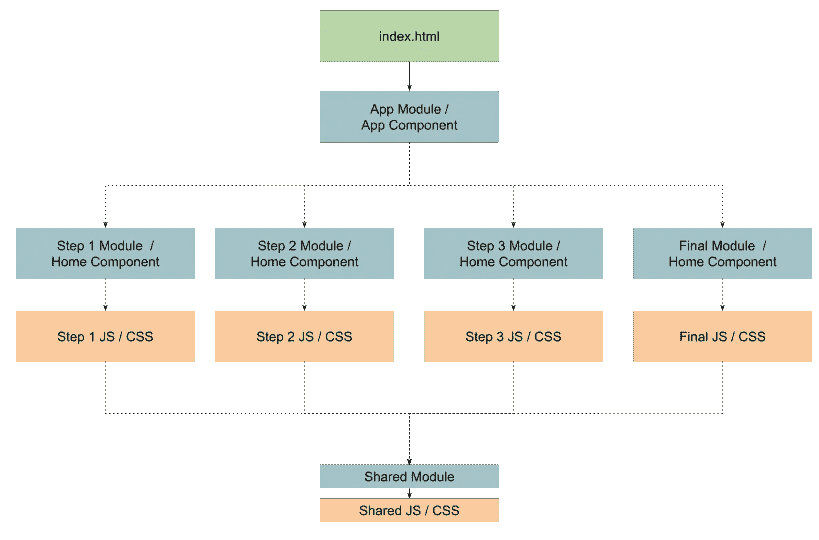 index.html
App Module /
App Component
Step 1 Module /
Home Component
Step 2 Module /
Home Component
Step 3 Module /
Home Component
Final Module /
Home Component
Step 1 JS / CSS
Step 2 JS / CSS
Step 3 JS / CSS
Final JS / CSS
Shared Module
Shared JS / CSS